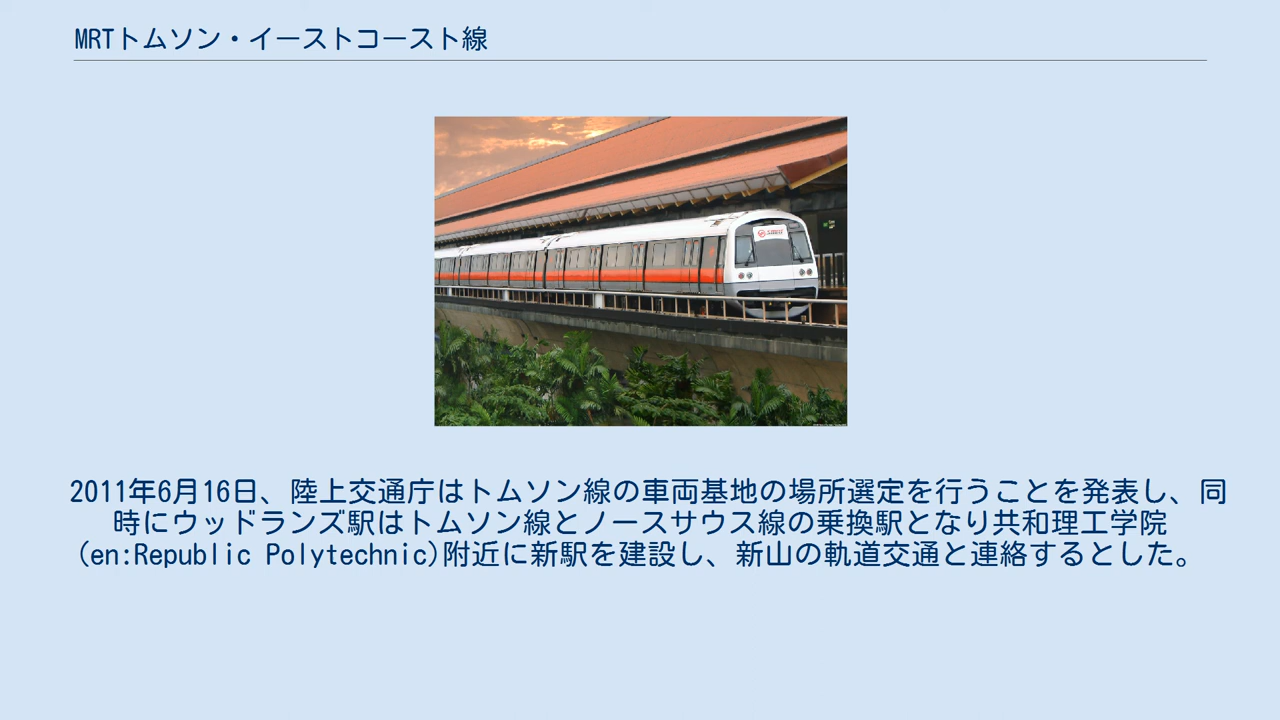 MRTトムソン・イーストコースト線
2011年6月16日、陸上交通庁はトムソン線の車両基地の場所選定を行うことを発表し、同
時にウッドランズ駅はトムソン線とノースサウス線の乗換駅となり共和理工学院
(en:Republic Polytechnic)附近に新駅を建設し、新山の軌道交通と連絡するとした。